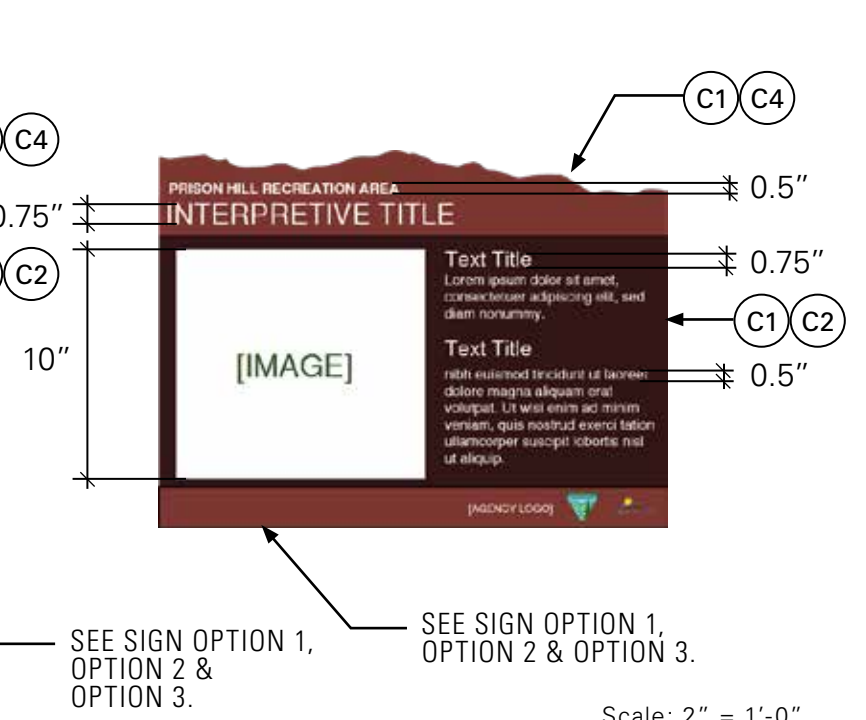 C1 C4
C4
PRISON HILL RECREATION AREA
0.5”
0.75”
INTERPRETIVE TITLE
Text Title
0.75”
C2
Lorem ipsum dolor sit amet,
consectetuer adipiscing elit, sed
diam nonummy.
C1 C2
10”
[IMAGE]
Text Title
nibh euismod tincidunt ut laoreet
0.5”
dolore magna aliquam erat
volutpat. Ut wisi enim ad minim
veniam, quis nostrud exerci tation
ullamcorper suscipit lobortis nisl
ut aliquip.
[AGENCY LOGO]
SEE SIGN OPTION 1,
OPTION 2 & OPTION 3.
SEE SIGN OPTION 1,
OPTION 2 &
OPTION 3.
Scale: 2” = 1’-0”